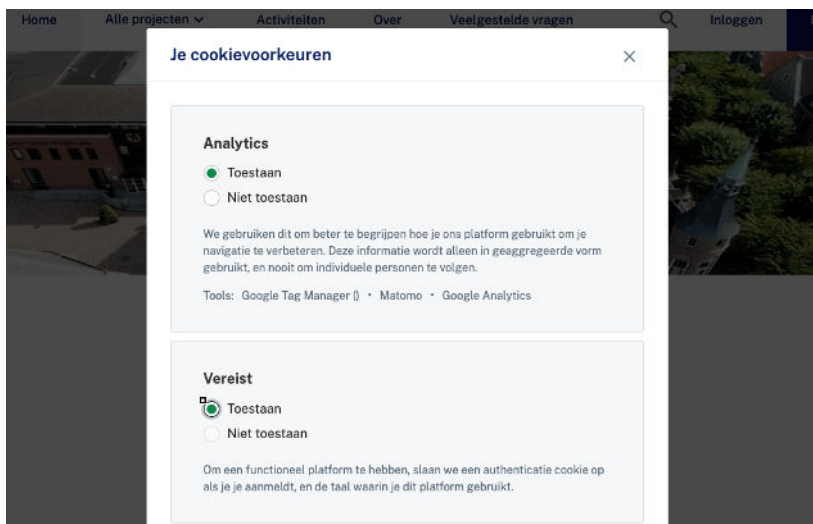 Home Alle projecten Activiteiten Over Veelgestelde vragen Inloggen
Je cookievoorkeuren
Analytics
Toestaan
Niet toestaan
We gebruiken dit om beter te begrijpen hoe je ons platform gebruikt om je
navigatie te verbeteren. Deze informatie wordt alleen in geaggregeerde vorm
gebruikt, en nooit om individuele personen te volgen.
Tools: Google Tag Manager () • Matomo • Google Analytics
Vereist
Toestaan
Niet toestaan
Om een functioneel platform te hebben, slaan we een authenticatie cookie op
als je je aanmeldt, en de taal waarin je dit platform gebruikt.